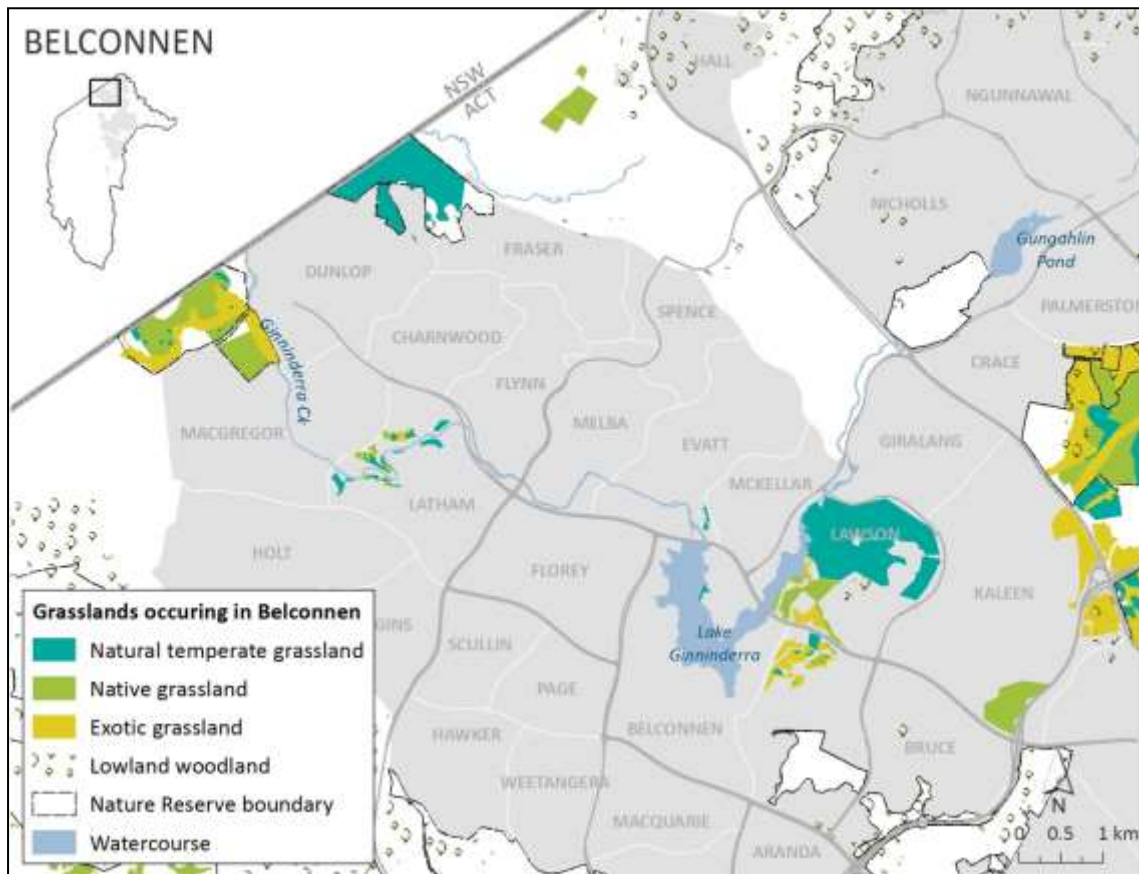 BELCONNEN
NSW
ACT
HALL
NGUNNAWAL
NICHOLLS
Gungahlin
Pond
PALMERSTON
CRACE
FRASER
DUNLOP
SPENCE
CHARNWOOD
Ginninderra Ck
FLYNN
MELBA
EVATT
GIRALANG
MACGREGOR
MCKELLAR
LATHAM
LAWSON
HOLT
FLOREY
KALEEN
Lake
Ginninderra
GINS
SCULLIN
PAGE
BELCONNEN
HAWKER
BRUCE
WEETANGERA
MACQUARIE
ARANDA
Grasslands occuring in Belconnen
Natural temperate grassland
Native grassland
Exotic grassland
Lowland woodland
Nature Reserve boundary
Watercourse
N
0 0.5 1 km